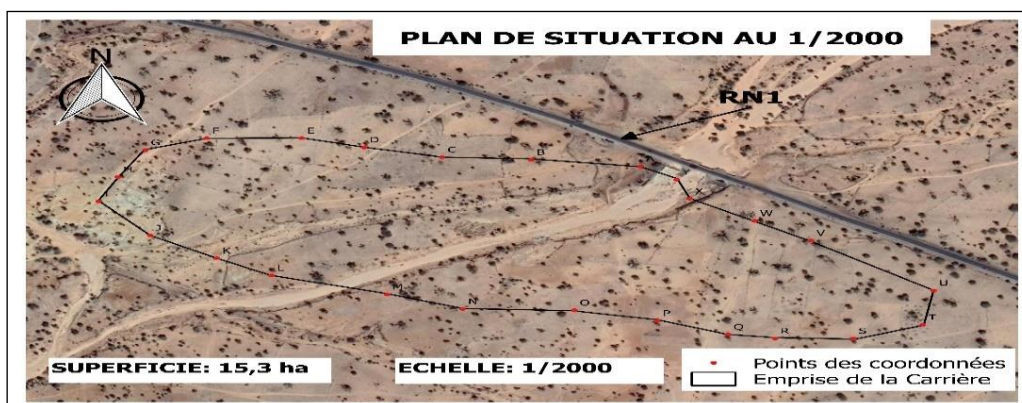 PLAN DE SITUATION AU 1/2000
N
RN1
F
E
G
D
C
B
H
X
W
J
V
K
L
U
M
N
O
P
T
Q
R
S
SUPERFICIE: 15,3 ha
ECHELLE: 1/2000
Points des coordonnées
Emprise de la Carrière